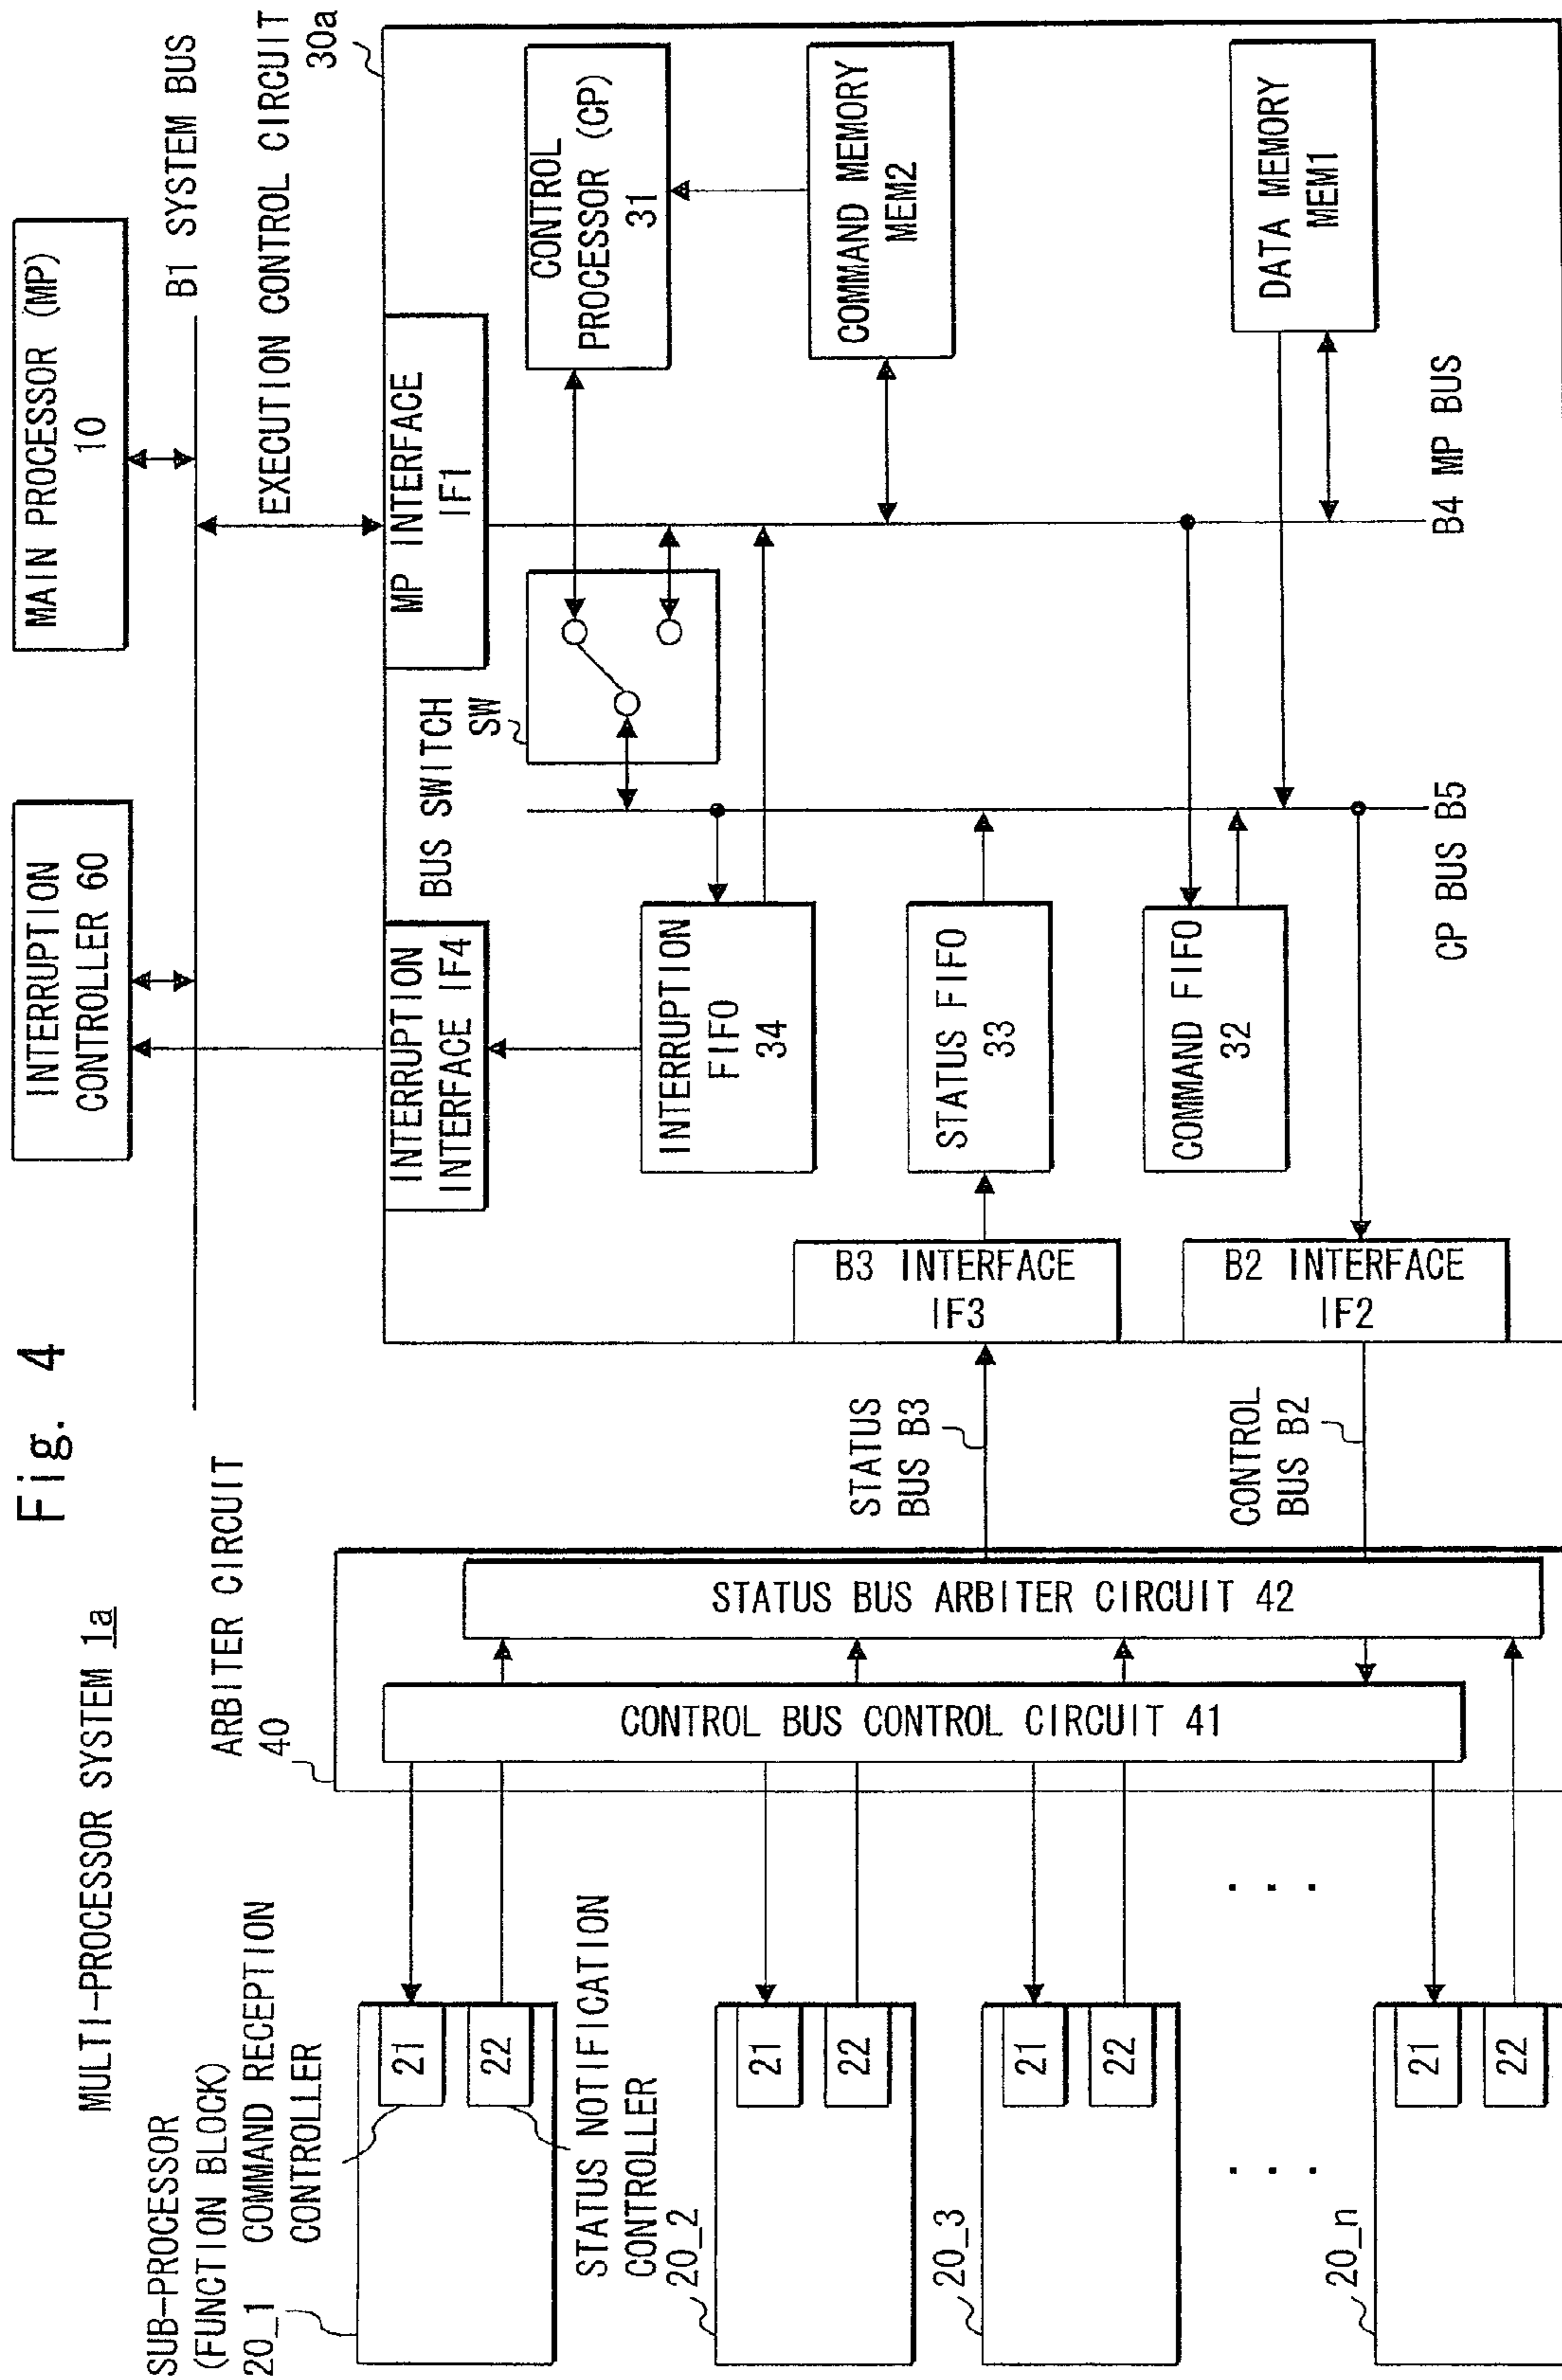 Fig. 4
MULTI-PROCESSOR SYSTEM 1a
MAIN PROCESSOR (MP)
10
INTERRUPTION
CONTROLLER 60
B1 SYSTEM BUS
EXECUTION CONTROL CIRCUIT
30a
MP INTERFACE
IF1
INTERRUPTION
INTERFACE IF4
BUS SWITCH
SW
CONTROL
PROCESSOR (CP)
31
COMMAND MEMORY
MEM2
DATA MEMORY
MEM1
INTERRUPTION
FIFO
34
STATUS FIFO
33
COMMAND FIFO
32
B4 MP BUS
CP BUS B5
B3 INTERFACE
IF3
B2 INTERFACE
IF2
STATUS
BUS B3
CONTROL
BUS B2
ARBITER CIRCUIT
40
STATUS BUS ARBITER CIRCUIT 42
CONTROL BUS CONTROL CIRCUIT 41
SUB-PROCESSOR
(FUNCTION BLOCK)
20_1
COMMAND RECEPTION
CONTROLLER
21
22
STATUS NOTIFICATION
CONTROLLER
20_2
21
22
20_3
21
22
. . .
. . .
20_n
21
22